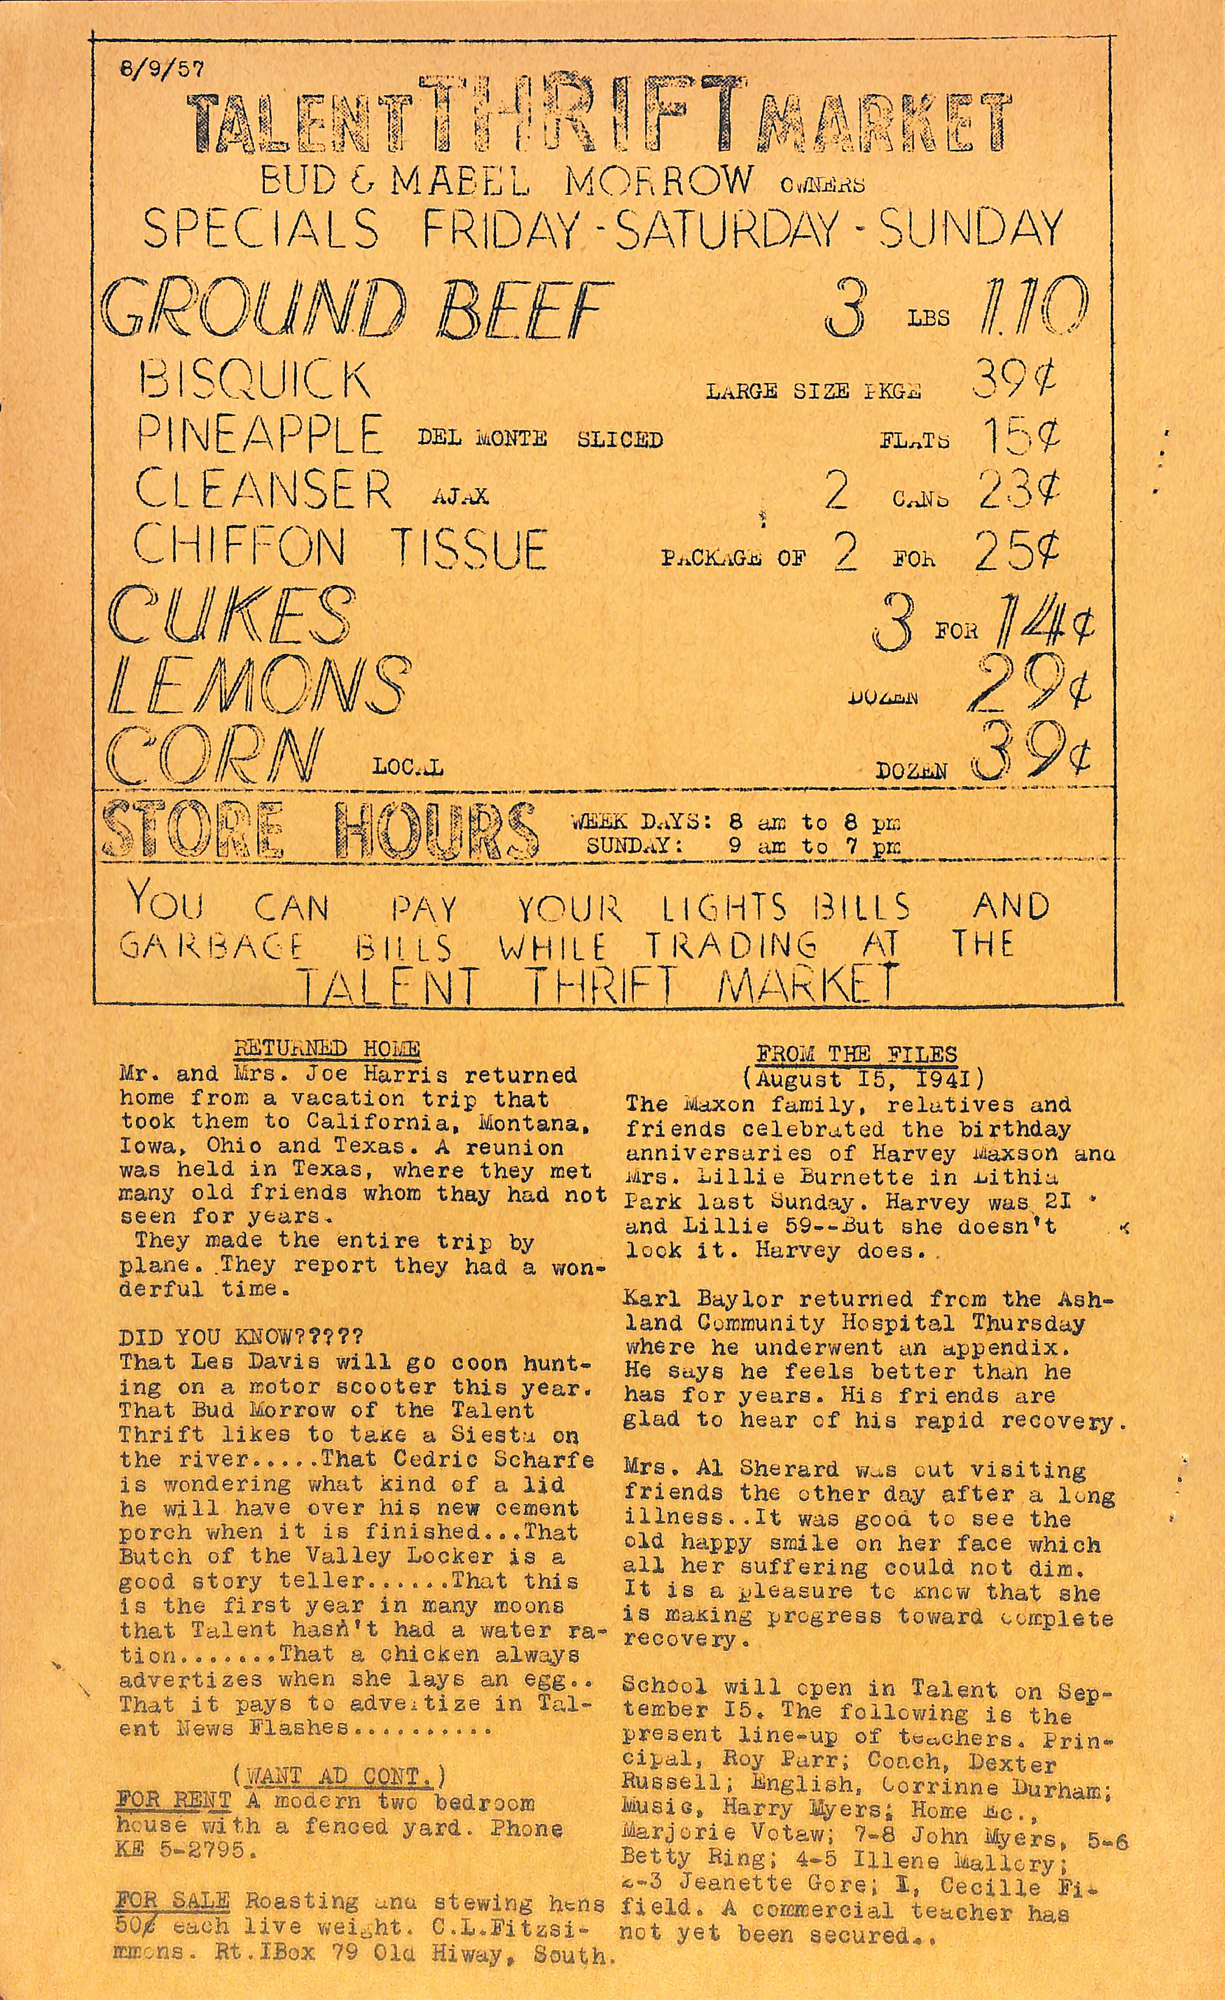 8/9/57
TALENT THRIFT MARKET
BUD & MABEL MORROW OWNERS
SPECIALS FRIDAY - SATURDAY - SUNDAY
GROUND BEEF 3 LBS 1.10
BISQUICK LARGE SIZE PKGE 39¢
PINEAPPLE DEL MONTE SLICED FLATS 15¢
CLEANSER AJAX 2 CANS 23¢
CHIFFON TISSUE PACKAGE OF 2 FOR 25¢
CUKES 3 FOR 14¢
LEMONS DOZEN 29¢
CORN LOCAL DOZEN 39¢
STORE HOURS WEEK DAYS: 8 am to 8 pm
SUNDAY: 9 am to 7 pm
YOU CAN PAY YOUR LIGHTS BILLS AND
GARBAGE BILLS WHILE TRADING AT THE
TALENT THRIFT MARKET
RETURNED HOME
Mr. and Mrs. Joe Harris returned
home from a vacation trip that
took them to California, Montana,
Iowa, Ohio and Texas. A reunion
was held in Texas, where they met
many old friends whom thay had not
seen for years.
They made the entire trip by
plane. They report they had a won-
derful time.
DID YOU KNOW?????
That Les Davis will go coon hunt-
ing on a motor scooter this year.
That Bud Morrow of the Talent
Thrift likes to take a Siesta on
the river.....That Cedric Scharfe
is wondering what kind of a lid
he will have over his new cement
porch when it is finished...That
Butch of the Valley Locker is a
good story teller......That this
is the first year in many moons
that Talent hasn't had a water ra-
tion.......That a chicken always
advertizes when she lays an egg..
That it pays to advertize in Tal-
ent News Flashes..........
(WANT AD CONT.)
FOR RENT A modern two bedroom
house with a fenced yard. Phone
KE 5-2795.
FOR SALE Roasting and stewing hens
50¢ each live weight. C.L.Fitzsi-
mmons. Rt.IBox 79 Old Hiway, South.
FROM THE FILES
(August I5, I94I)
The Maxon family, relatives and
friends celebrated the birthday
anniversaries of Harvey Maxson and
Mrs. Lillie Burnette in Lithia
Park last Sunday. Harvey was 2I
and Lillie 59--But she doesn't
look it. Harvey does.
Karl Baylor returned from the Ash-
land Community Hospital Thursday
where he underwent an appendix.
He says he feels better than he
has for years. His friends are
glad to hear of his rapid recovery.
Mrs. Al Sherard was out visiting
friends the other day after a long
illness..It was good to see the
old happy smile on her face which
all her suffering could not dim.
It is a pleasure to know that she
is making progress toward complete
recovery.
School will open in Talent on Sep-
tember I5. The following is the
present line-up of teachers. Prin-
cipal, Roy Parr; Coach, Dexter
Russell; English, Corrinne Durham;
Music, Harry Myers; Home Ec.,
Marjorie Votaw; 7-8 John Myers, 5-6
Betty Ring; 4-5 Illene Mallory;
2-3 Jeanette Gore; I, Cecille Fi-
field. A commercial teacher has
not yet been secured..